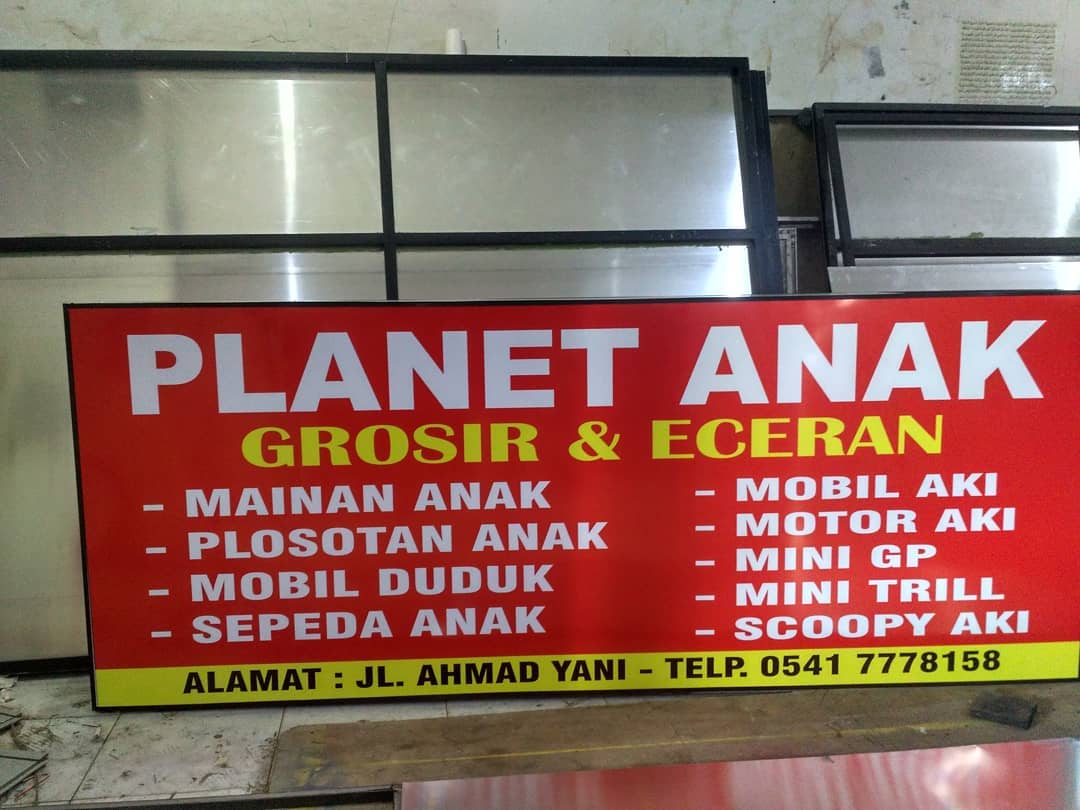 PLANET ANAK
GROSIR & ECERAN
- MAINAN ANAK
- PLOSOTAN ANAK
- MOBIL DUDUK
- SEPEDA ANAK
- MOBIL AKI
- MOTOR AKI
- MINI GP
- MINI TRILL
- SCOOPY AKI
ALAMAT : JL. AHMAD YANI - TELP. 0541 7778158